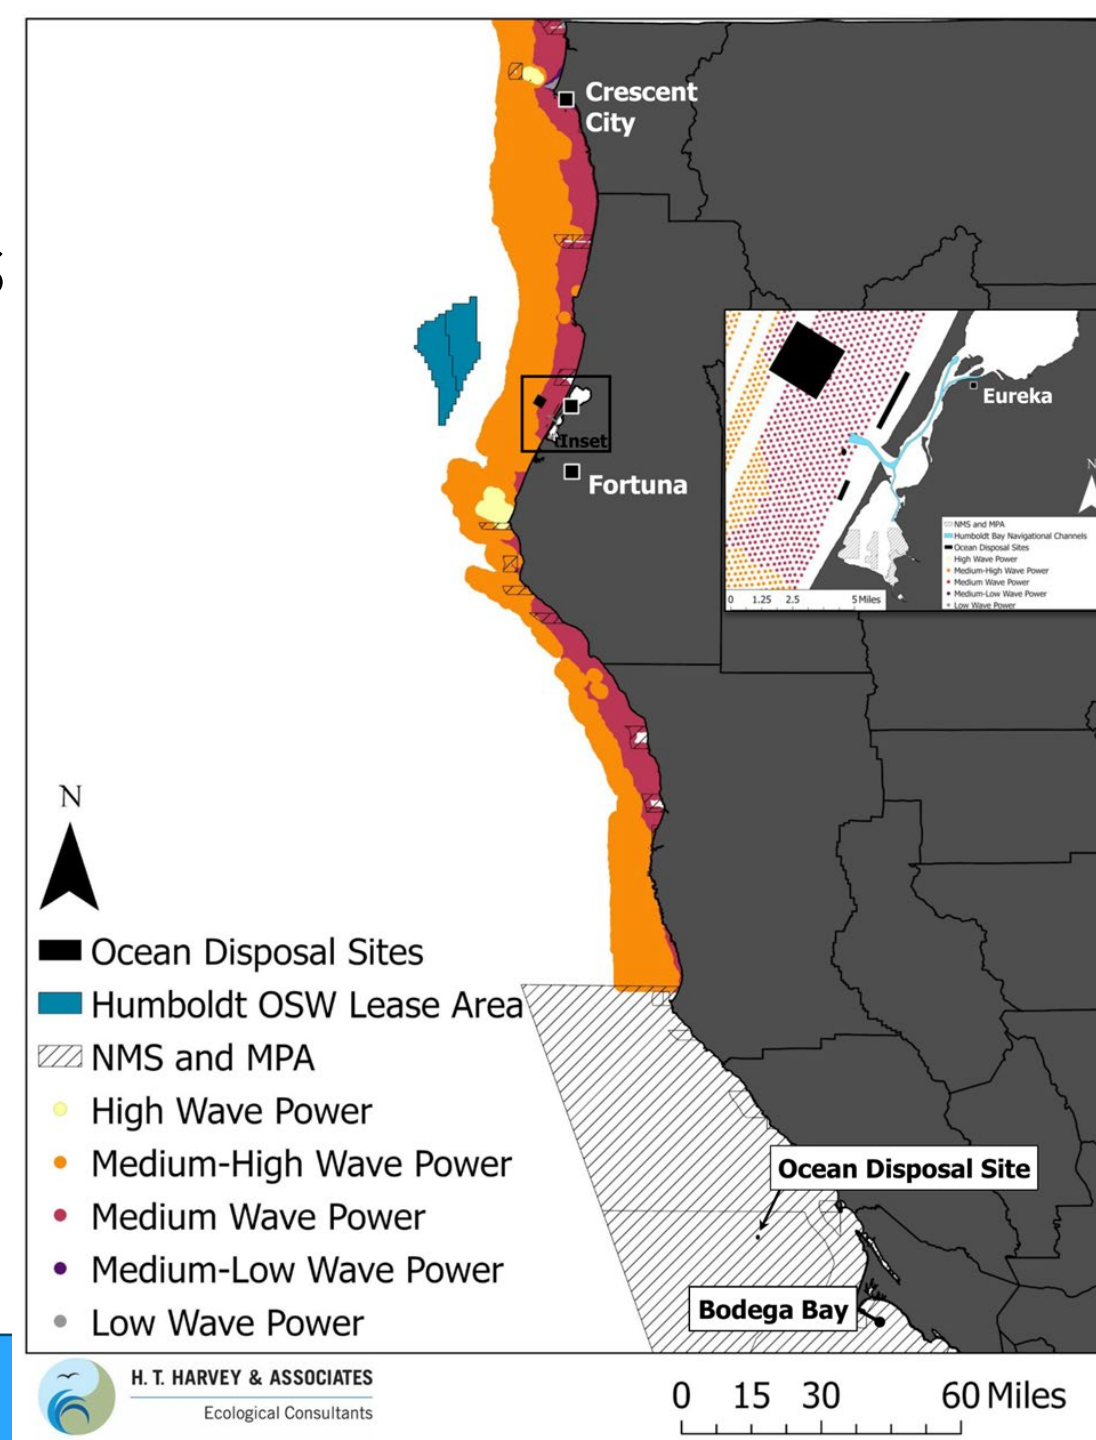 S
Crescent
City
Inset
Fortuna
Eureka
N
NMS and MPA
Humboldt Bay Navigational Channels
Ocean Disposal Sites
High Wave Power
Medium-High Wave Power
Medium Wave Power
Medium-Low Wave Power
Low Wave Power
0 1.25 2.5 5 Miles
N
Ocean Disposal Sites
Humboldt OSW Lease Area
NMS and MPA
High Wave Power
Medium-High Wave Power
Medium Wave Power
Medium-Low Wave Power
Low Wave Power
Ocean Disposal Site
Bodega Bay
H. T. HARVEY & ASSOCIATES
Ecological Consultants
0 15 30 60 Miles